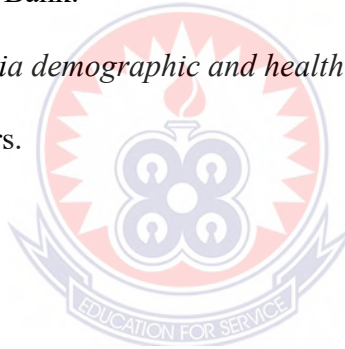 Bank.
ia demographic and health
rs.
EDUCATION FOR SERVICE